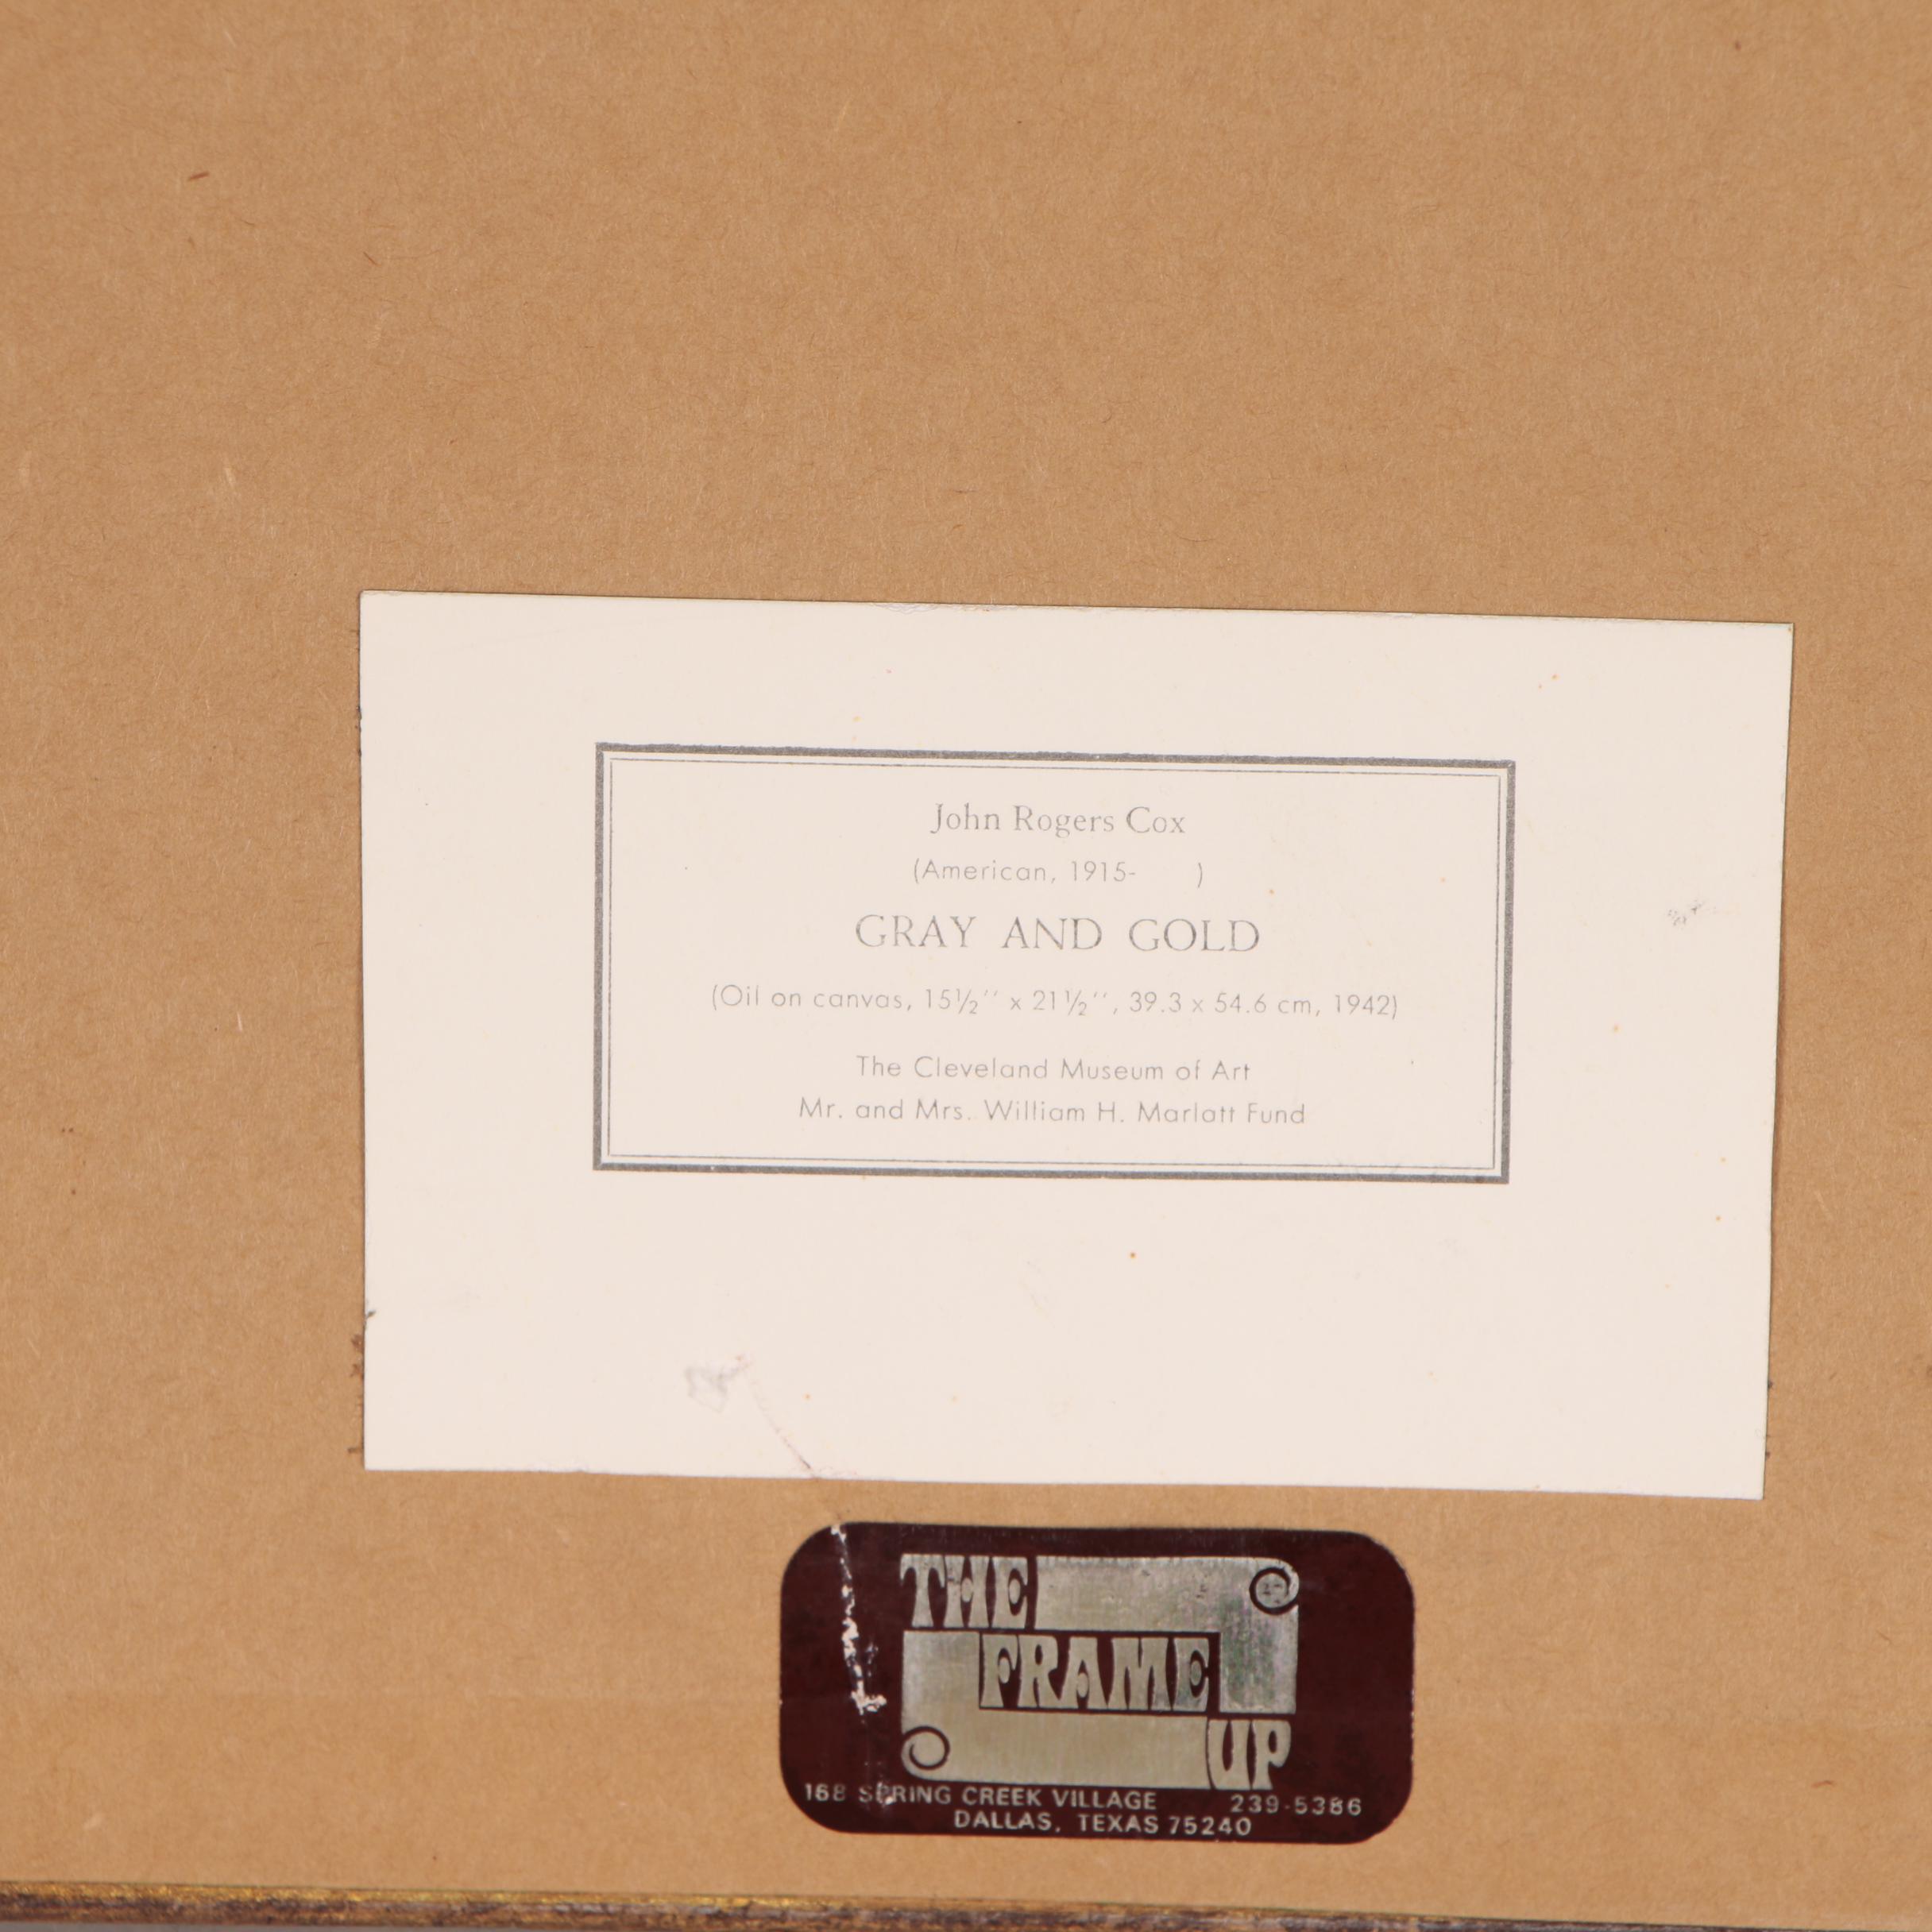 John Rogers Cox
(American, 1915-      )
GRAY AND GOLD
(Oil on canvas, 15½'' x 21½'', 39.3 x 54.6 cm, 1942)
The Cleveland Museum of Art
Mr. and Mrs. William H. Marlatt Fund
THE
FRAME
UP
168 SPRING CREEK VILLAGE 239-5386
DALLAS, TEXAS 75240